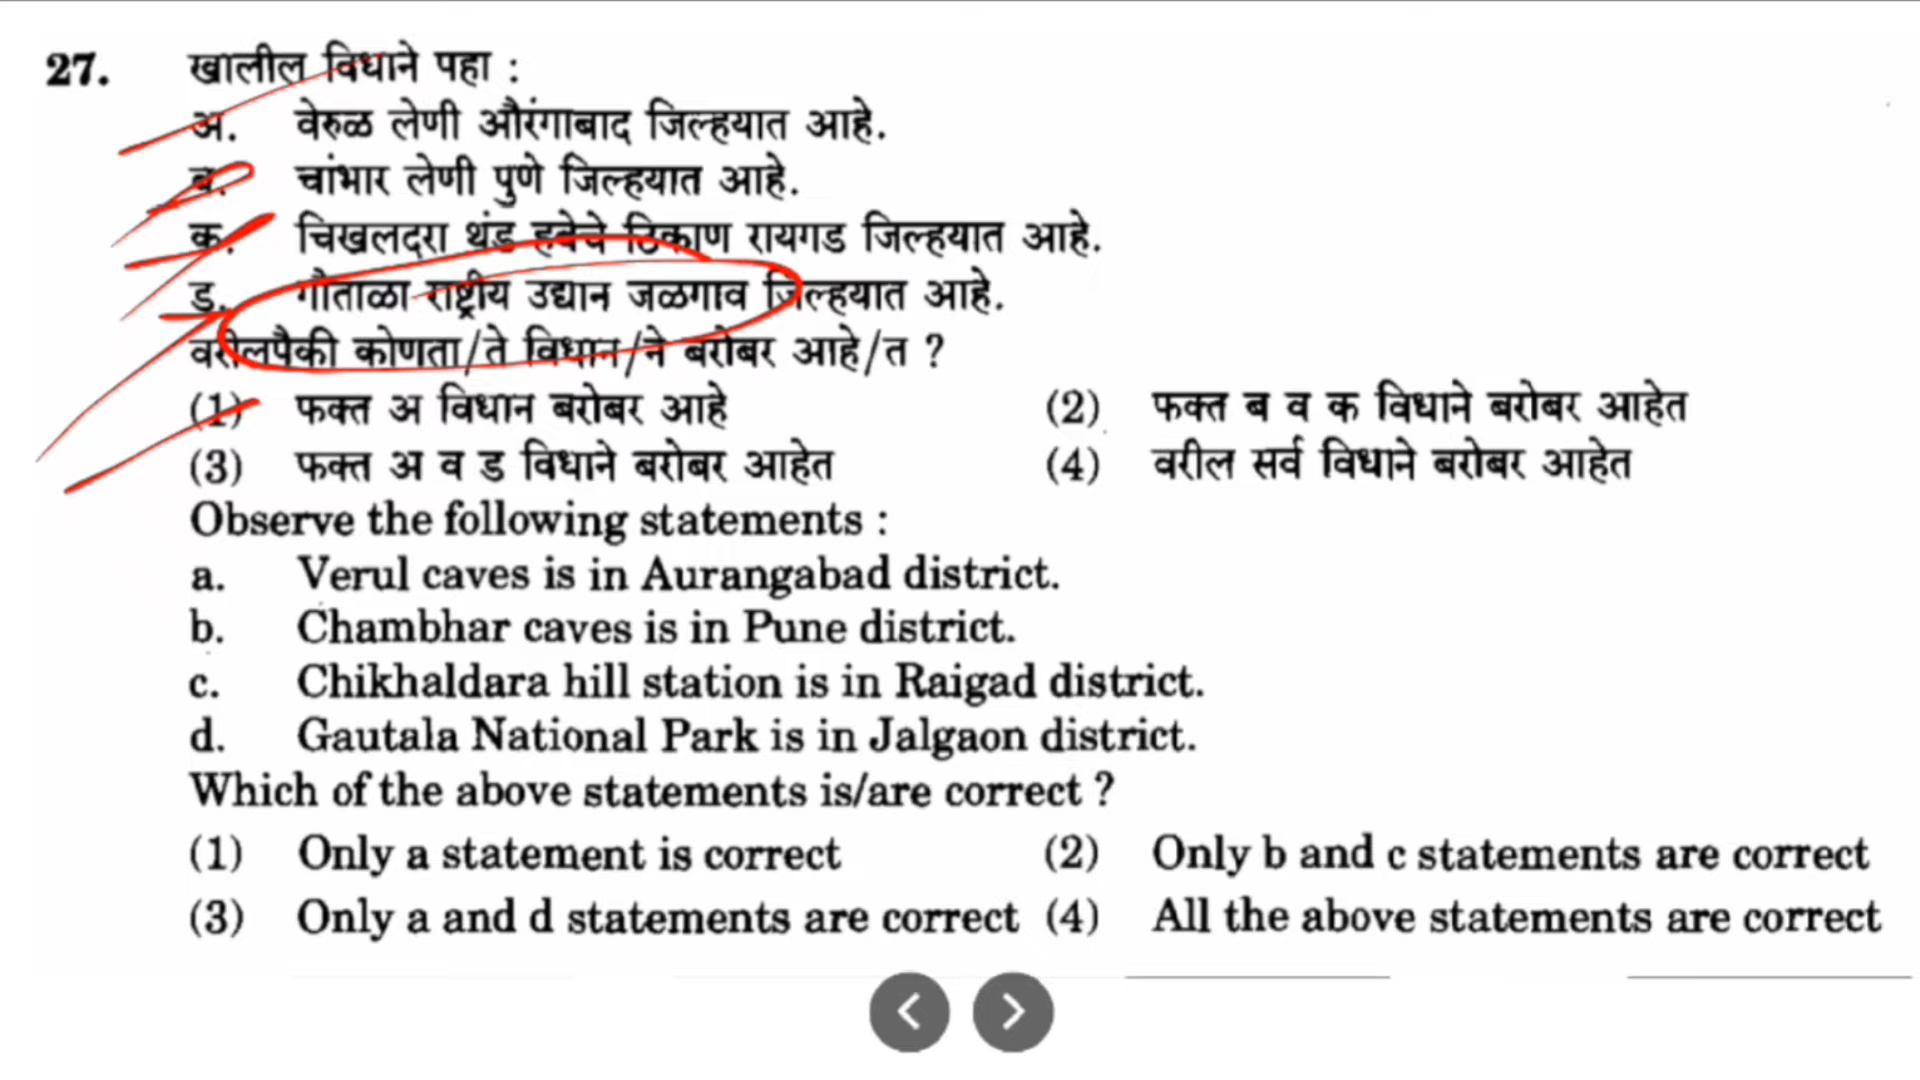 27. खालील विधाने पहा :
अ. वेरुळ लेणी औरंगाबाद जिल्हयात आहे.
ब. चांभार लेणी पुणे जिल्हयात आहे.
क. चिखलदरा थंड हवेचे ठिकाण रायगड जिल्हयात आहे.
ड. गौताळा राष्ट्रीय उद्यान जळगाव जिल्हयात आहे.
वरीलपैकी कोणता/ते विधान/ने बरोबर आहे/त ?
(1) फक्त अ विधान बरोबर आहे (2) फक्त ब व क विधाने बरोबर आहेत
(3) फक्त अ व ड विधाने बरोबर आहेत (4) वरील सर्व विधाने बरोबर आहेत
Observe the following statements :
a. Verul caves is in Aurangabad district.
b. Chambhar caves is in Pune district.
c. Chikhaldara hill station is in Raigad district.
d. Gautala National Park is in Jalgaon district.
Which of the above statements is/are correct ?
(1) Only a statement is correct (2) Only b and c statements are correct
(3) Only a and d statements are correct (4) All the above statements are correct